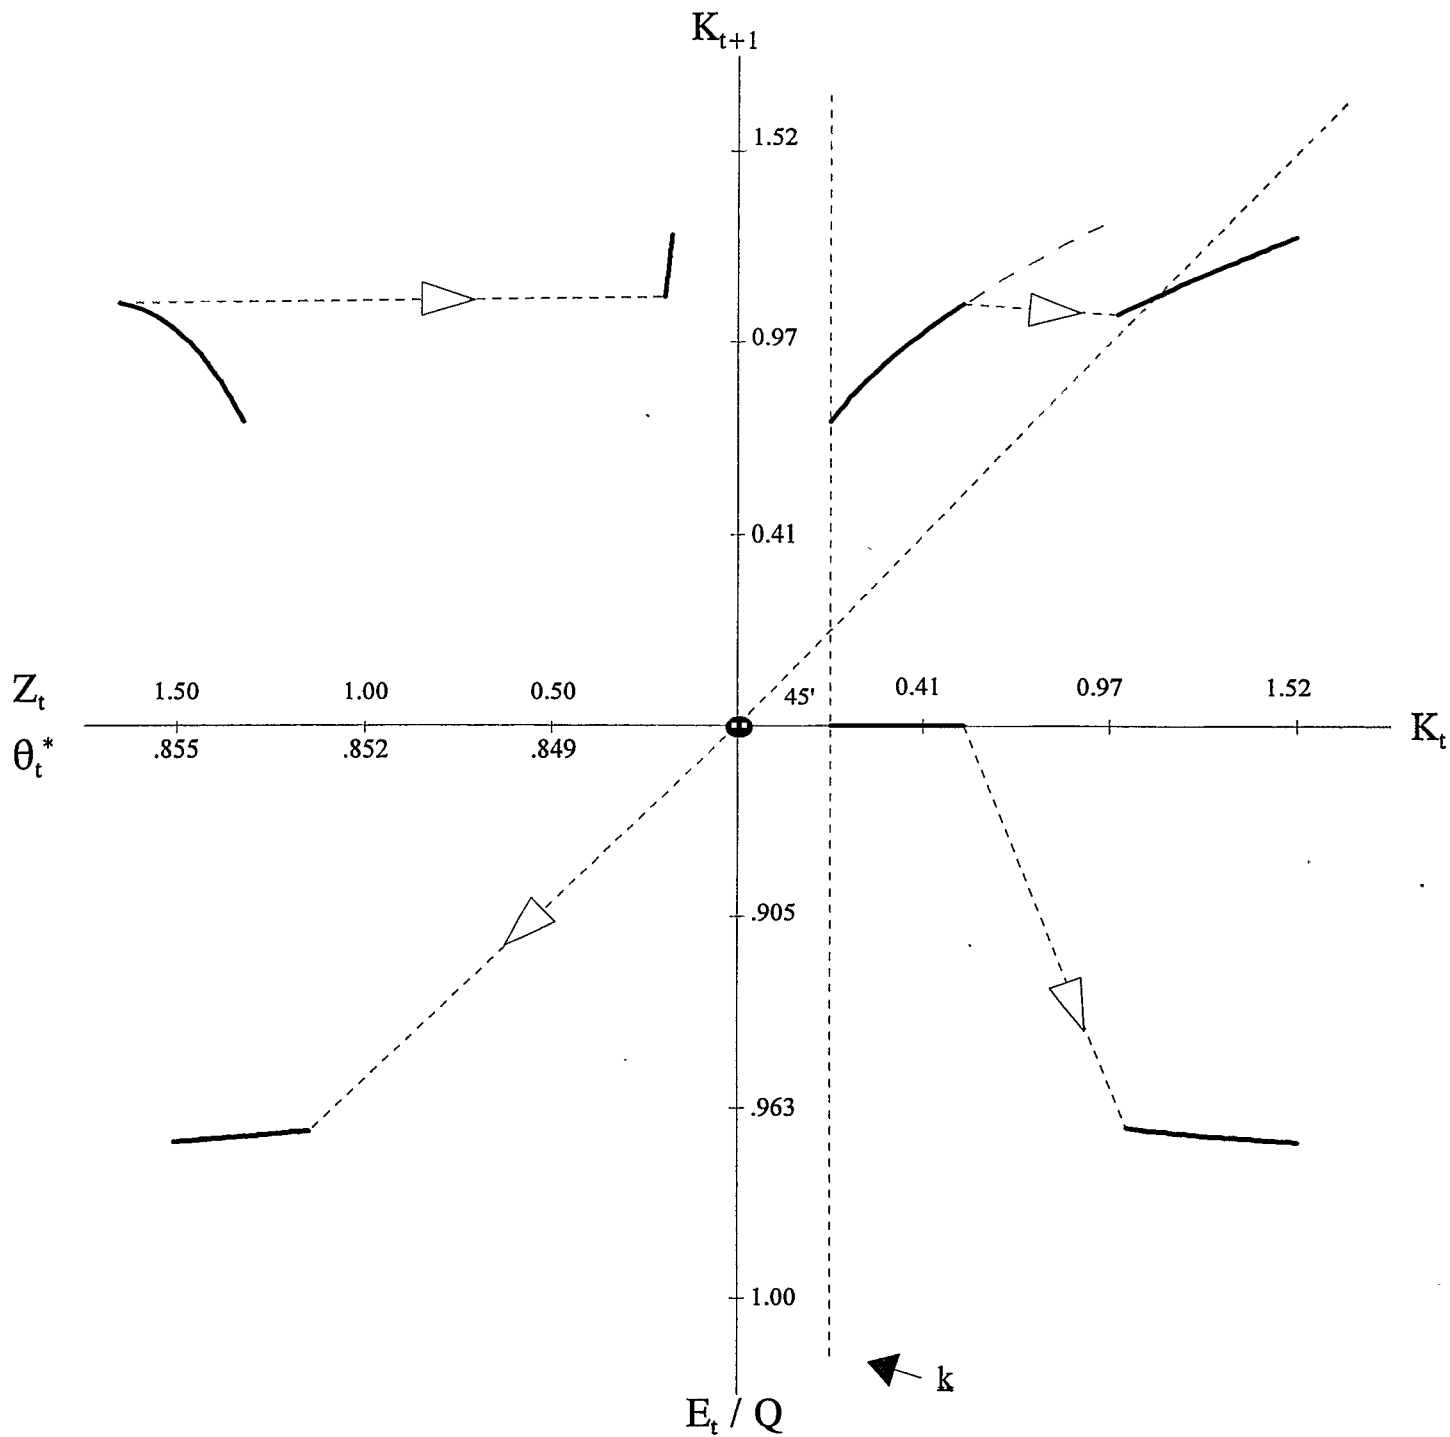 K_{t+1}
1.52
0.97
0.41
Z_t 1.50 1.00 0.50 45' 0.41 0.97 1.52
θ_t^* .855 .852 .849 K_t
.905
.963
1.00
k
E_t / Q